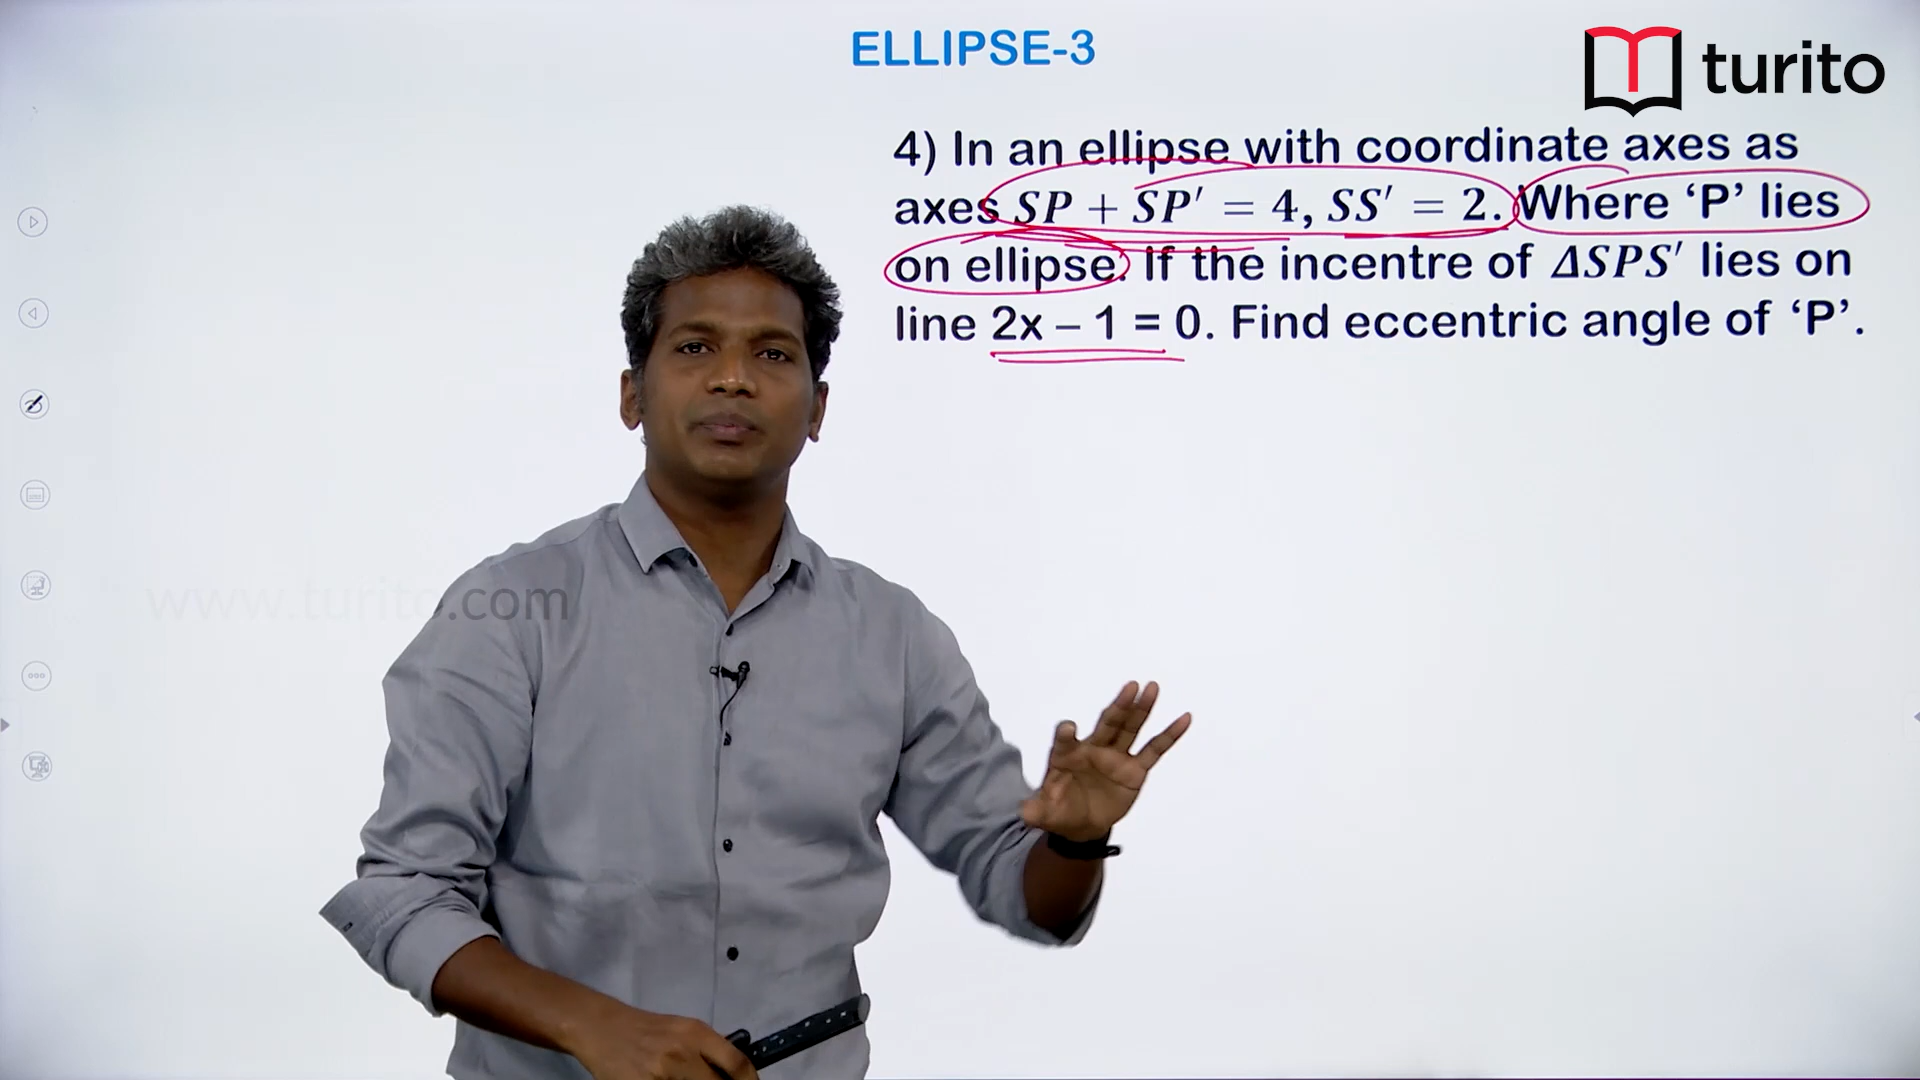 ELLIPSE-3
turito
4) In an ellipse with coordinate axes as
axes SP + SP′ = 4, SS′ = 2. Where ‘P’ lies
on ellipse. If the incentre of ΔSPS′ lies on
line 2x – 1 = 0. Find eccentric angle of ‘P’.
www.turito.com